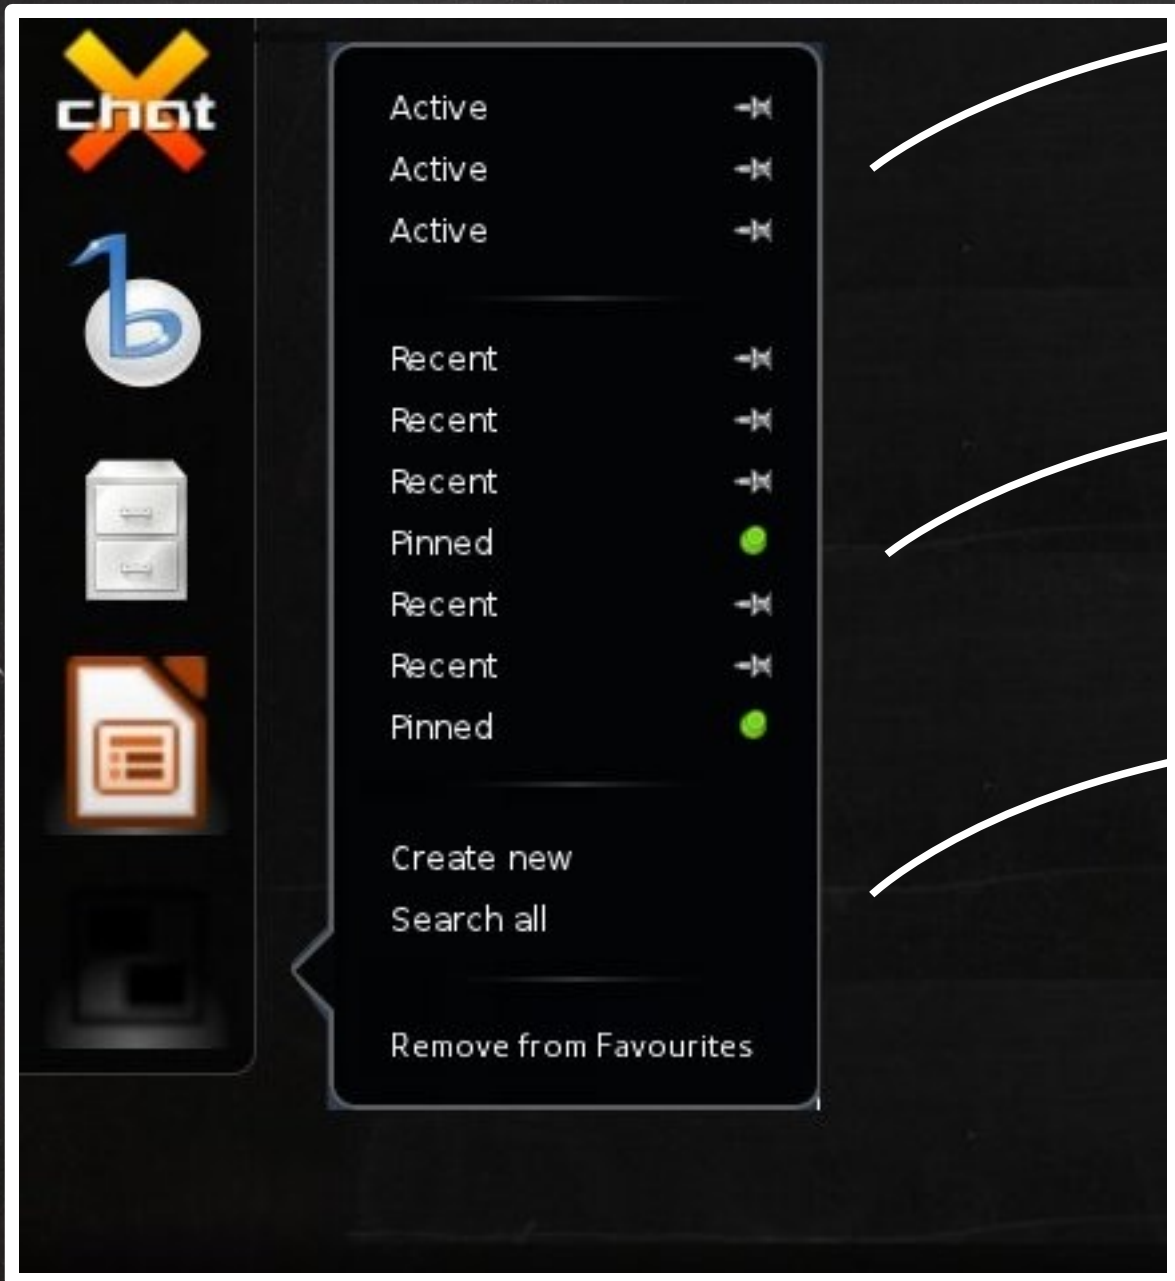 chat
Active
Active
Active
Recent
Recent
Recent
Pinned
Recent
Recent
Pinned
Create new
Search all
Remove from Favourites